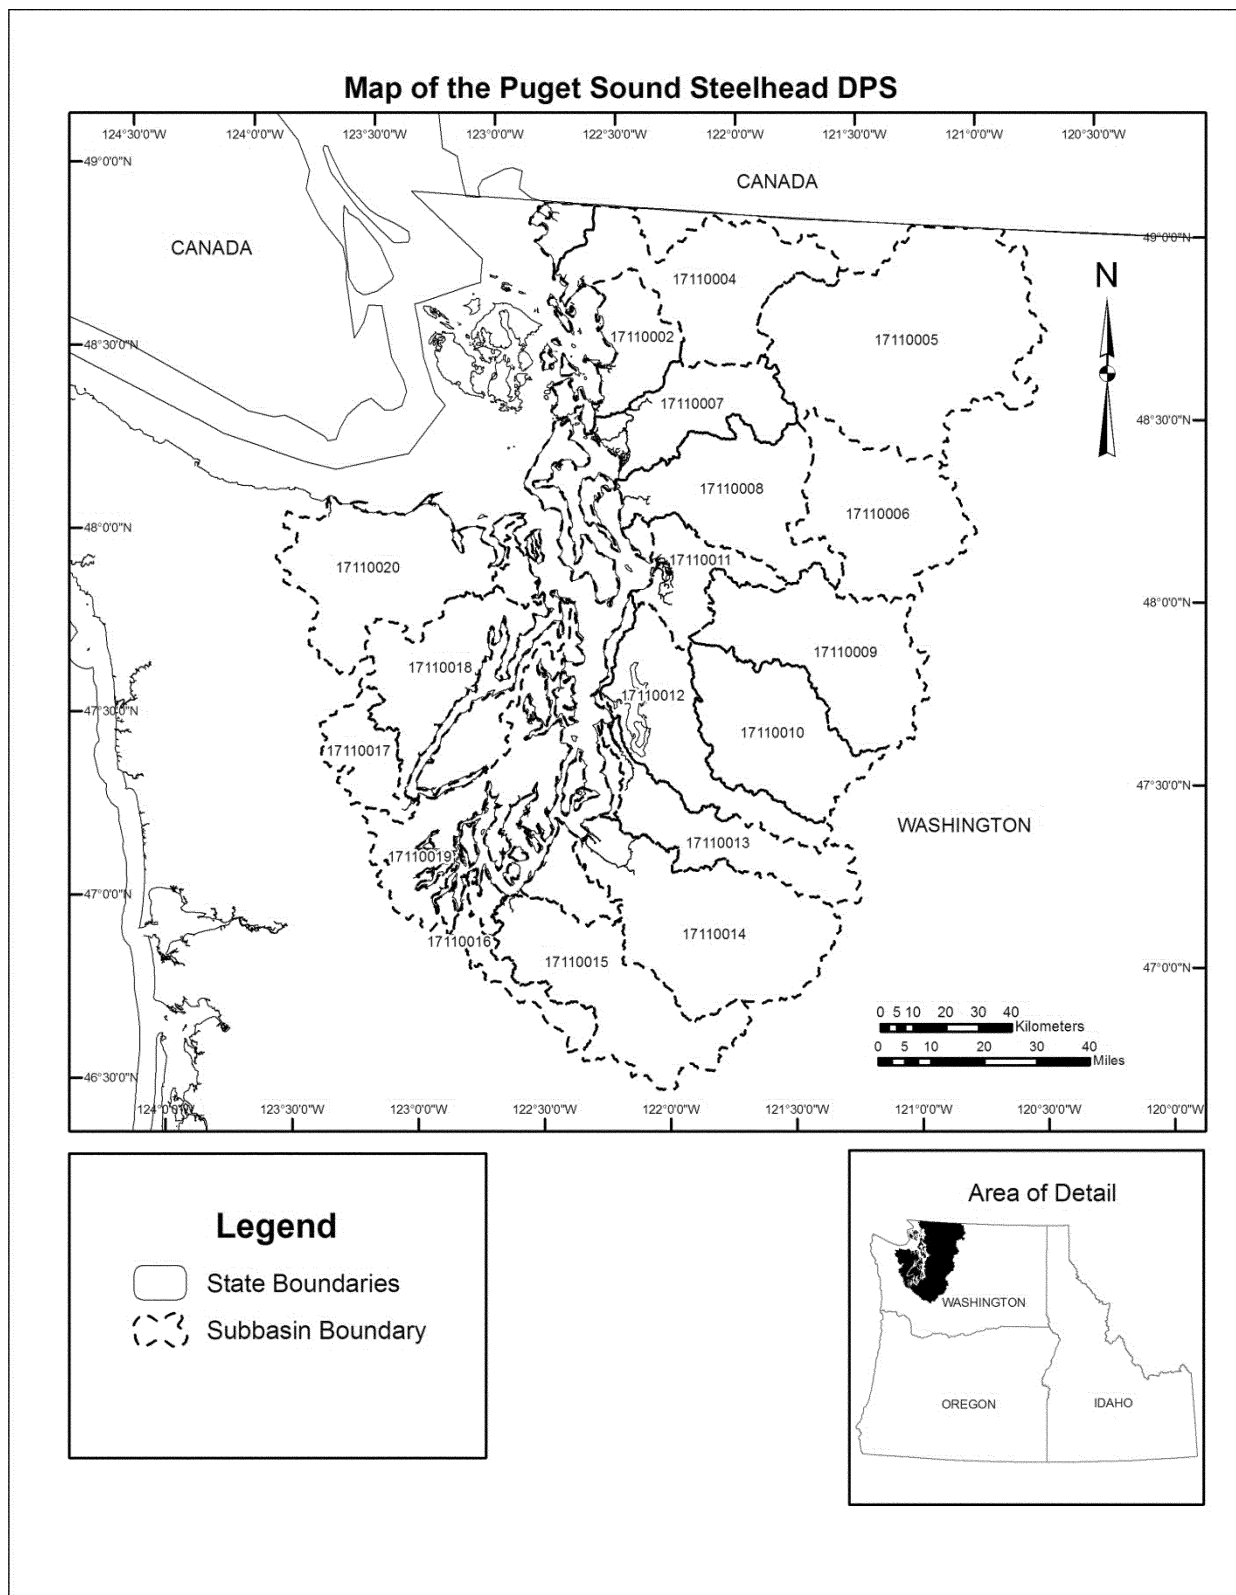 Map of the Puget Sound Steelhead DPS
124°30'0"W 124°0'0"W 123°30'0"W 123°0'0"W 122°30'0"W 122°0'0"W 121°30'0"W 121°0'0"W 120°30'0"W
49°0'0"N
CANADA
CANADA
49°0'0"N
17110004
N
17110002
17110005
48°30'0"N
17110007
48°30'0"N
17110008
17110006
48°0'0"N
17110011
17110020
48°0'0"N
17110009
17110018
17110012
47°30'0"N
17110010
17110017
47°30'0"N
WASHINGTON
17110013
17110019
47°0'0"N
17110014
17110016
17110015
47°0'0"N
0 5 10 20 30 40
Kilometers
0 5 10 20 30 40
Miles
46°30'0"N
124°0'0"W 123°30'0"W 123°0'0"W 122°30'0"W 122°0'0"W 121°30'0"W 121°0'0"W 120°30'0"W 120°0'0"W
Legend
State Boundaries
Subbasin Boundary
Area of Detail
WASHINGTON
OREGON
IDAHO